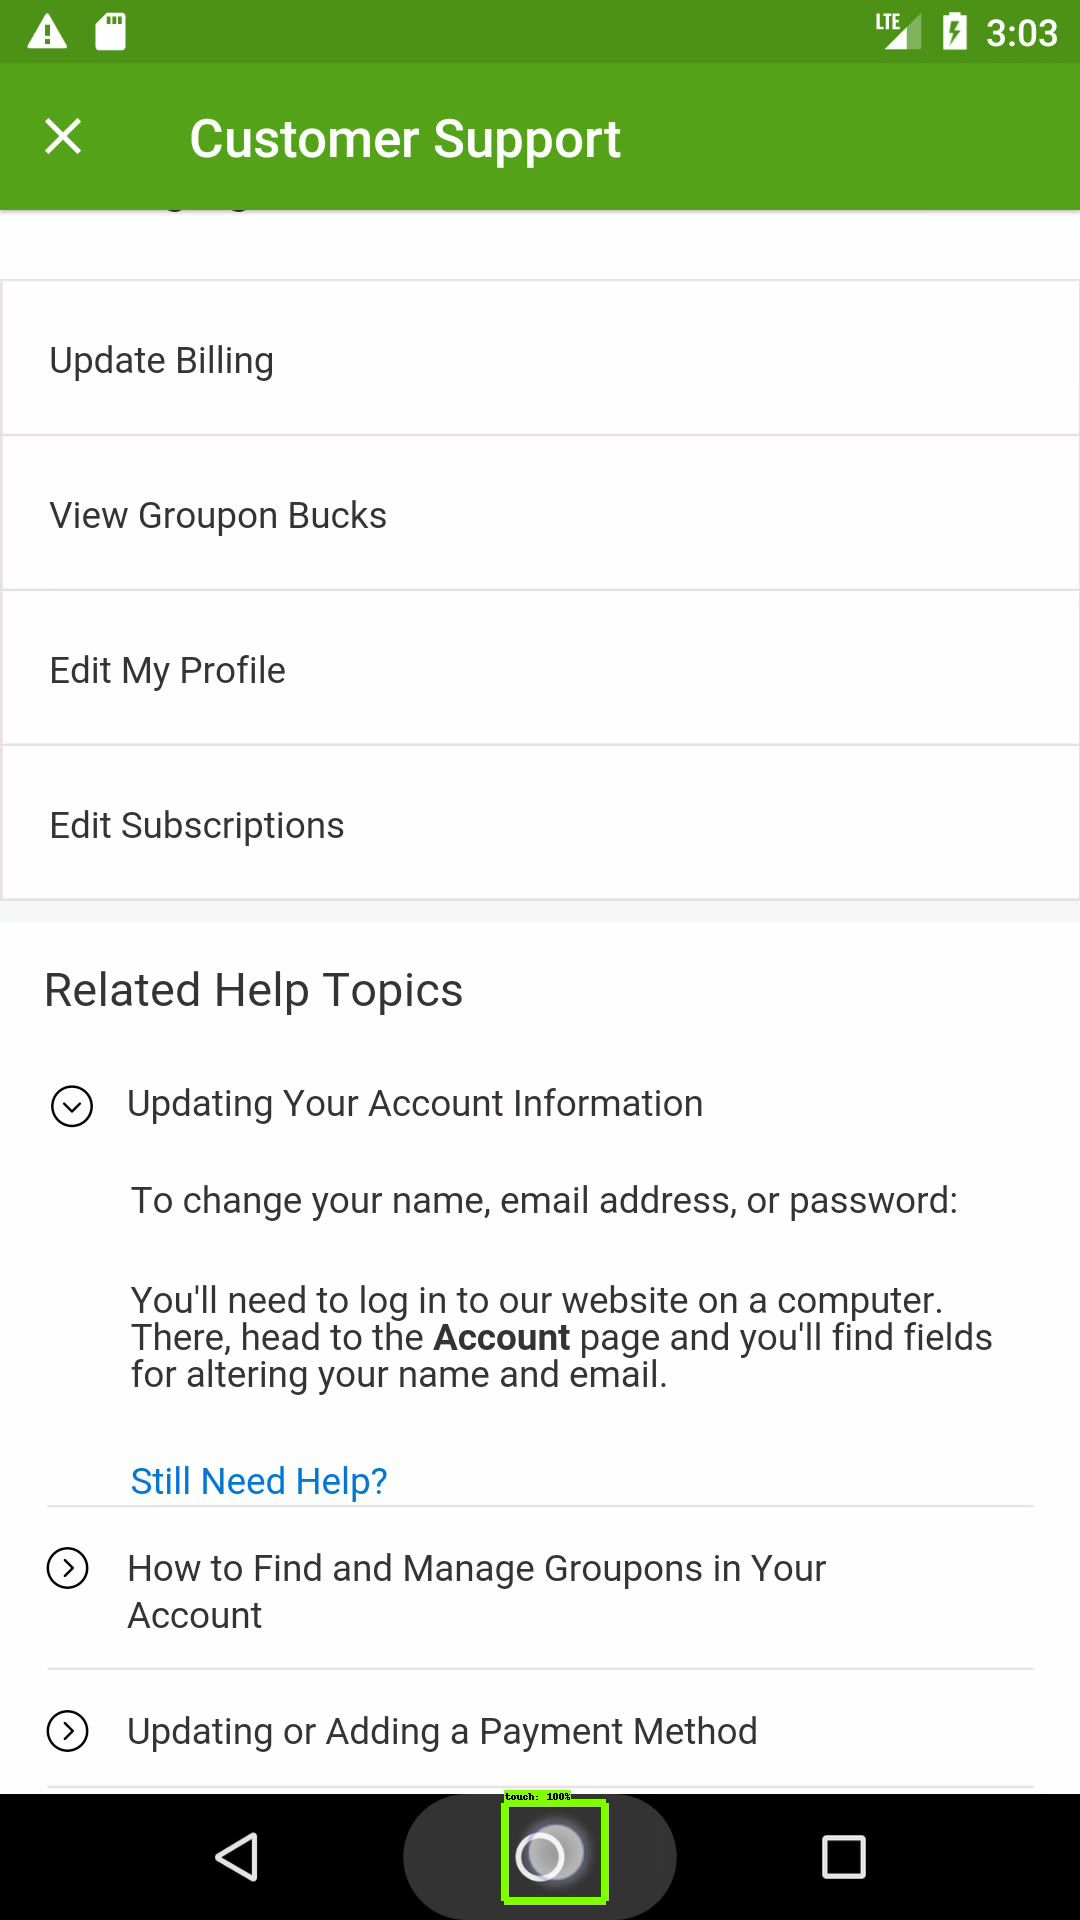 LTE 3:03
Customer Support
Update Billing
View Groupon Bucks
Edit My Profile
Edit Subscriptions
Related Help Topics
Updating Your Account Information
To change your name, email address, or password:
You'll need to log in to our website on a computer.
There, head to the Account page and you'll find fields
for altering your name and email.
Still Need Help?
How to Find and Manage Groupons in Your
Account
Updating or Adding a Payment Method
touch: 100%